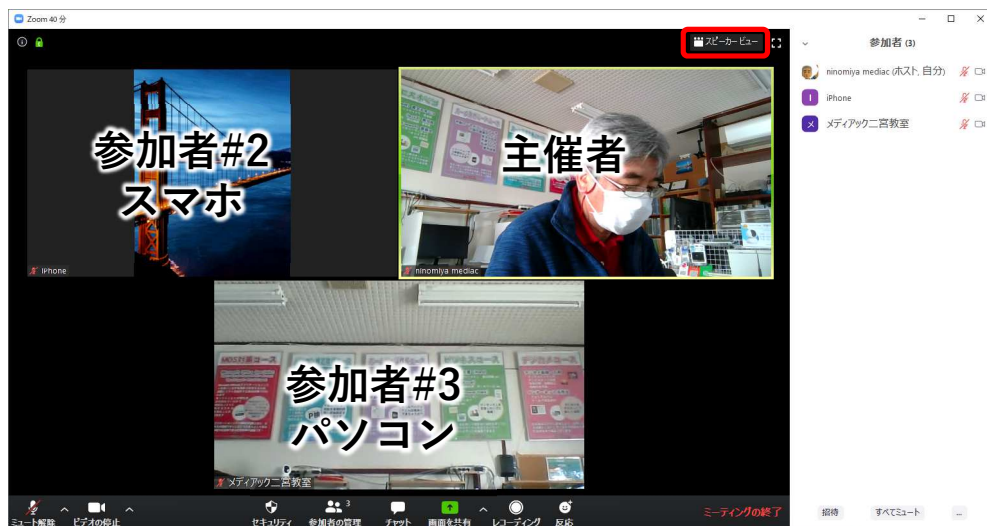 Zoom 40 分
スピーカービュー
参加者 (3)
ninomiya mediac (ホスト, 自分)
I iPhone
メ メディアック二宮教室
参加者#2
スマホ
iPhone
主催者
ninomiya mediac
参加者#3
パソコン
メディアック二宮教室
ミュート解除
ビデオの停止
セキュリティ
参加者の管理
3
チャット
画面を共有
レコーディング
反応
ミーティングの終了
招待
すべてミュート
...